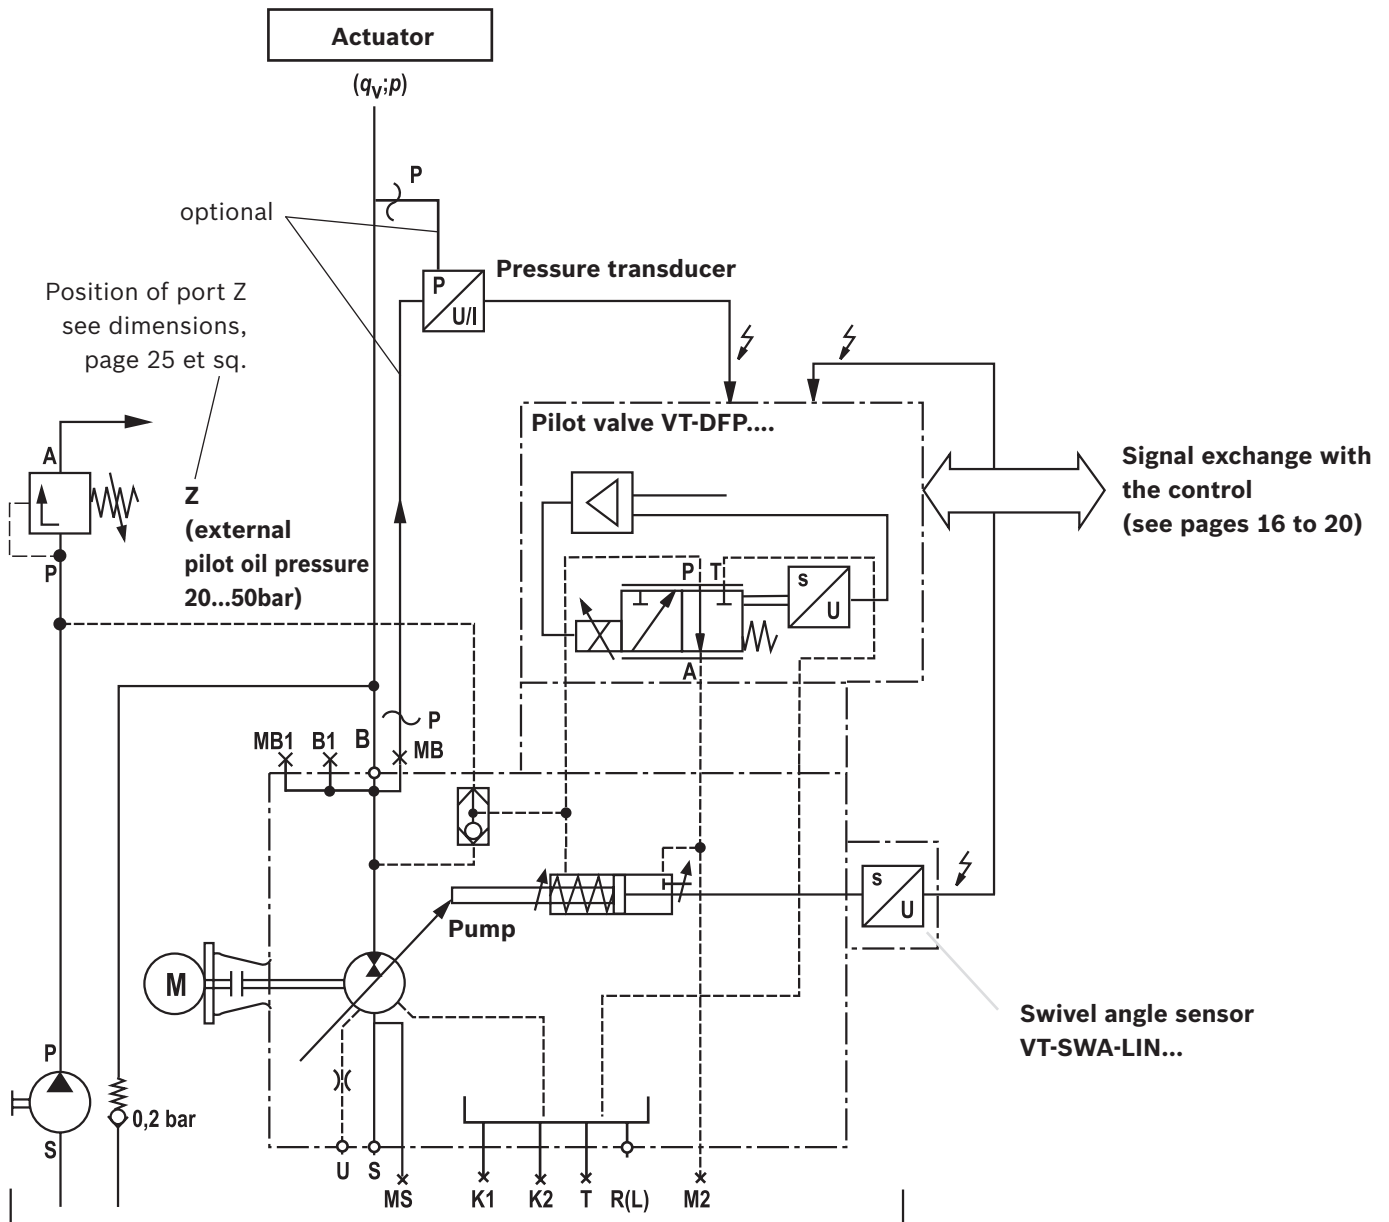 Actuator
(qv;p)
P
optional
Pressure transducer
P
U/I
Position of port Z
see dimensions,
page 25 et sq.
Pilot valve VT-DFP....
A
Z
(external
pilot oil pressure
20...50bar)
P
Signal exchange with
the control
(see pages 16 to 20)
P T
s
U
A
P
MB1 B1 B MB
s
U
Pump
M
Swivel angle sensor
VT-SWA-LIN...
P
0,2 bar
S
U S
MS K1 K2 T R(L) M2